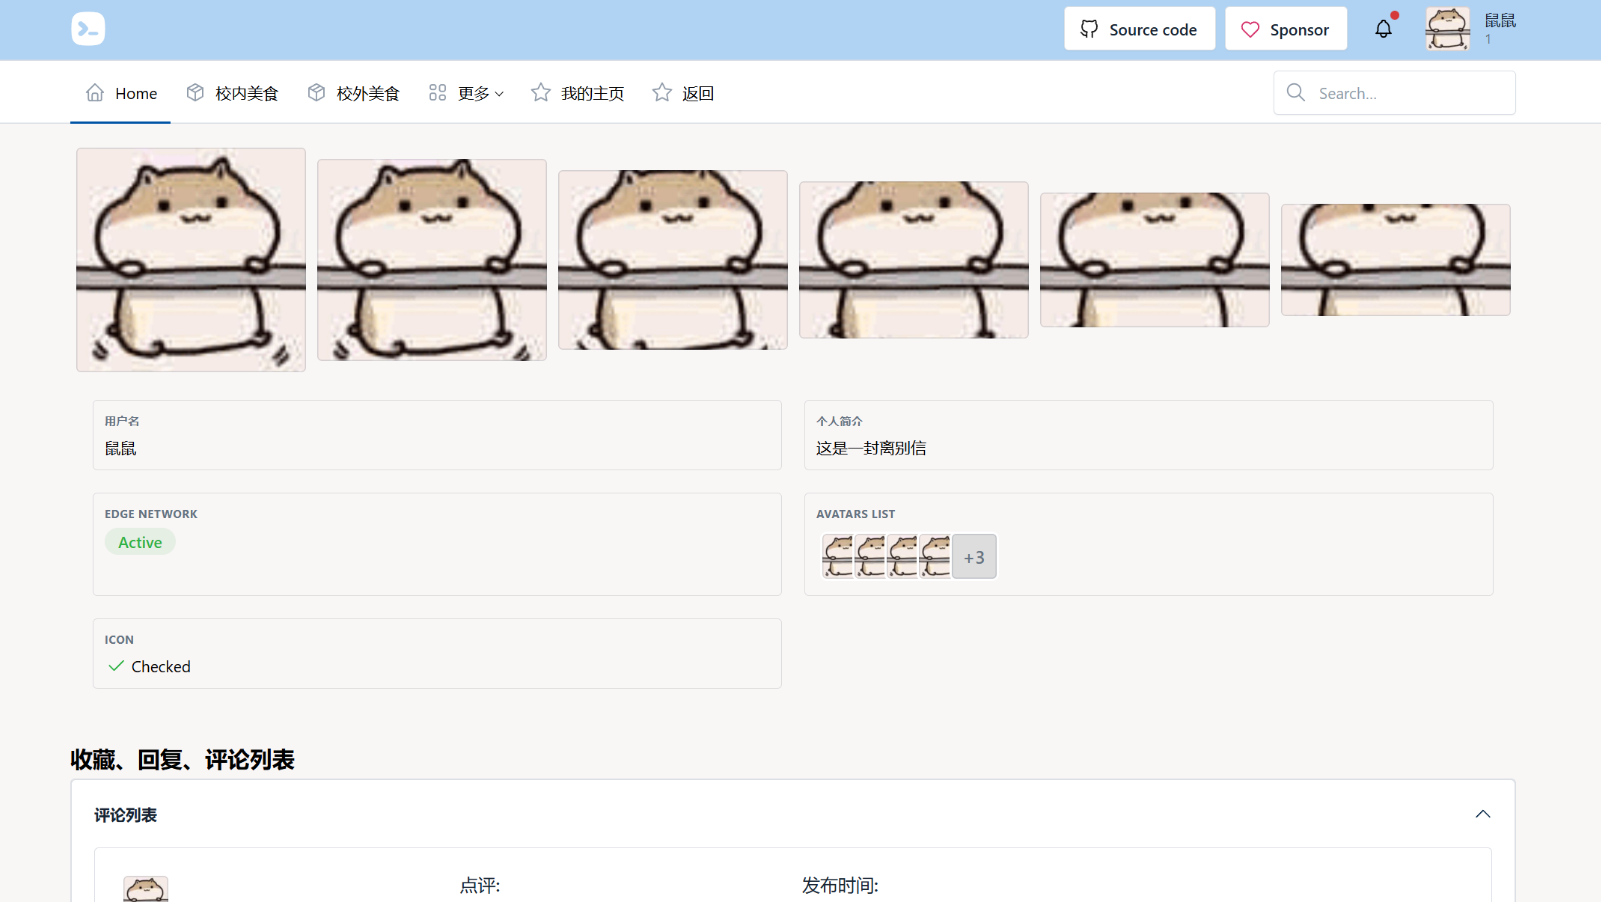 Source code
Sponsor
鼠鼠
1
Home
校内美食
校外美食
更多
我的主页
返回
Search...
用户名
鼠鼠
个人简介
这是一封离别信
EDGE NETWORK
Active
AVATARS LIST
+3
ICON
Checked
收藏、回复、评论列表
评论列表
点评:
发布时间: